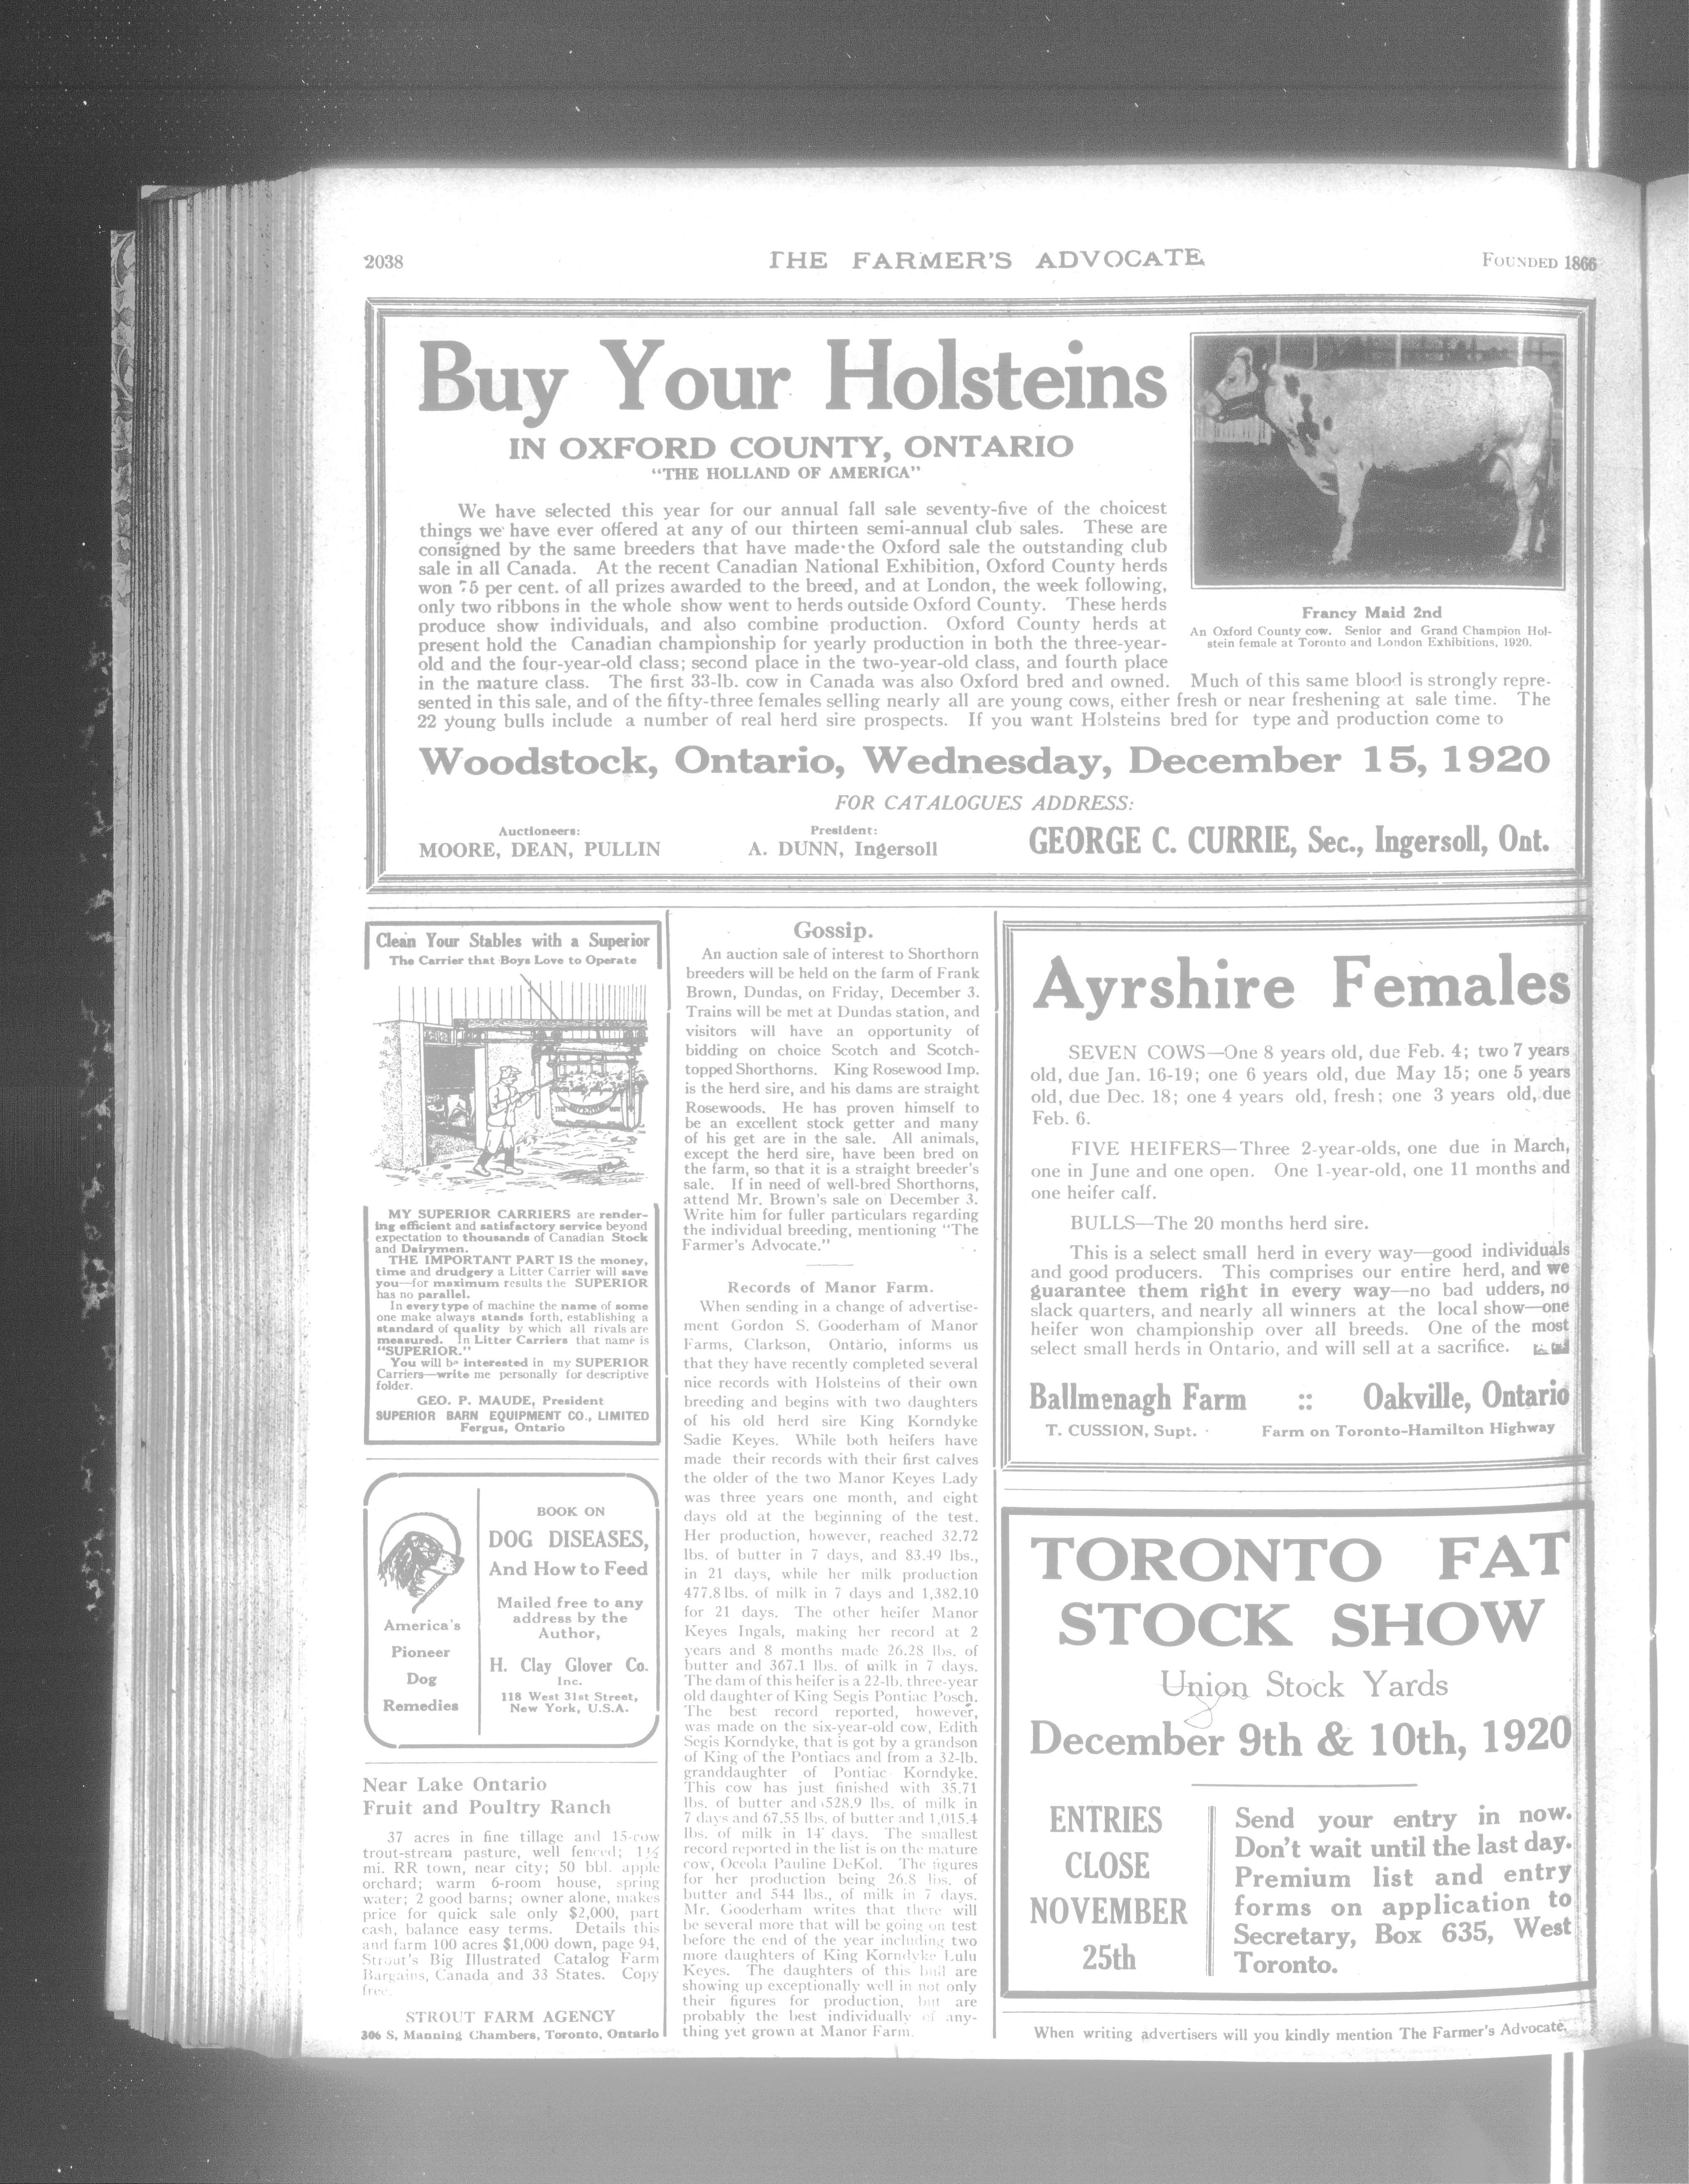 2038
THE FARMER'S ADVOCATE
FOUNDED 1866
Buy Your Holsteins
IN OXFORD COUNTY, ONTARIO
"THE HOLLAND OF AMERICA"
We have selected this year for our annual fall sale seventy-five of the choicest
things we have ever offered at any of our thirteen semi-annual club sales. These are
consigned by the same breeders that have made the Oxford sale the outstanding club
sale in all Canada. At the recent Canadian National Exhibition, Oxford County herds
won 75 per cent. of all prizes awarded to the breed, and at London, the week following,
only two ribbons in the whole show went to herds outside Oxford County. These herds
produce show individuals, and also combine production. Oxford County herds at
present hold the Canadian championship for yearly production in both the three-year-
old and the four-year-old class; second place in the two-year-old class, and fourth place
in the mature class. The first 33-lb. cow in Canada was also Oxford bred and owned. Much of this same blood is strongly repre-
sented in this sale, and of the fifty-three females selling nearly all are young cows, either fresh or near freshening at sale time. The
22 young bulls include a number of real herd sire prospects. If you want Holsteins bred for type and production come to
Francy Maid 2nd
An Oxford County cow. Senior and Grand Champion Hol-
stein female at Toronto and London Exhibitions, 1920.
Woodstock, Ontario, Wednesday, December 15, 1920
FOR CATALOGUES ADDRESS:
Auctioneers:
MOORE, DEAN, PULLIN
President:
A. DUNN, Ingersoll
GEORGE C. CURRIE, Sec., Ingersoll, Ont.
Clean Your Stables with a Superior
The Carrier that Boys Love to Operate
MY SUPERIOR CARRIERS are render-
ing efficient and satisfactory service beyond
expectation to thousands of Canadian Stock
and Dairymen.
THE IMPORTANT PART IS the money,
time and drudgery a Litter Carrier will save
you—for maximum results the SUPERIOR
has no parallel.
In every type of machine the name of some
one make always stands forth, establishing a
standard of quality by which all rivals are
measured. In Litter Carriers that name is
"SUPERIOR."
You will be interested in my SUPERIOR
Carriers—write me personally for descriptive
folder.
GEO. P. MAUDE, President
SUPERIOR BARN EQUIPMENT CO., LIMITED
Fergus, Ontario
America's
Pioneer
Dog
Remedies
BOOK ON
DOG DISEASES,
And How to Feed
Mailed free to any
address by the
Author,
H. Clay Glover Co.
Inc.
118 West 31st Street,
New York, U.S.A.
Near Lake Ontario
Fruit and Poultry Ranch
37 acres in fine tillage and 15-cow
trout-stream pasture, well fenced; 1½
mi. RR town, near city; 50 bbl. apple
orchard; warm 6-room house, spring
water; 2 good barns; owner alone, makes
price for quick sale only $2,000, part
cash, balance easy terms. Details this
and farm 100 acres $1,000 down, page 94,
Strout's Big Illustrated Catalog Farm
Bargains, Canada and 33 States. Copy
free.
STROUT FARM AGENCY
306 S, Manning Chambers, Toronto, Ontario
Gossip.
An auction sale of interest to Shorthorn
breeders will be held on the farm of Frank
Brown, Dundas, on Friday, December 3.
Trains will be met at Dundas station, and
visitors will have an opportunity of
bidding on choice Scotch and Scotch-
topped Shorthorns. King Rosewood Imp.
is the herd sire, and his dams are straight
Rosewoods. He has proven himself to
be an excellent stock getter and many
of his get are in the sale. All animals,
except the herd sire, have been bred on
the farm, so that it is a straight breeder's
sale. If in need of well-bred Shorthorns,
attend Mr. Brown's sale on December 3.
Write him for fuller particulars regarding
the individual breeding, mentioning "The
Farmer's Advocate."
Records of Manor Farm.
When sending in a change of advertise-
ment Gordon S. Gooderham of Manor
Farms, Clarkson, Ontario, informs us
that they have recently completed several
nice records with Holsteins of their own
breeding and begins with two daughters
of his old herd sire King Korndyke
Sadie Keyes. While both heifers have
made their records with their first calves
the older of the two Manor Keyes Lady
was three years one month, and eight
days old at the beginning of the test.
Her production, however, reached 32.72
lbs. of butter in 7 days, and 83.49 lbs.,
in 21 days, while her milk production
477.8 lbs. of milk in 7 days and 1,382.10
for 21 days. The other heifer Manor
Keyes Ingals, making her record at 2
years and 8 months made 26.28 lbs. of
butter and 367.1 lbs. of milk in 7 days.
The dam of this heifer is a 22-lb. three-year
old daughter of King Segis Pontiac Posch.
The best record reported, however,
was made on the six-year-old cow, Edith
Segis Korndyke, that is got by a grandson
of King of the Pontiacs and from a 32-lb.
granddaughter of Pontiac Korndyke.
This cow has just finished with 35.71
lbs. of butter and 528.9 lbs. of milk in
7 days and 67.55 lbs. of butter and 1,015.4
lbs. of milk in 14 days. The smallest
record reported in the list is on the mature
cow, Oceola Pauline DeKol. The figures
for her production being 26.8 lbs. of
butter and 544 lbs., of milk in 7 days.
Mr. Gooderham writes that there will
be several more that will be going on test
before the end of the year including two
more daughters of King Korndyke Lulu
Keyes. The daughters of this bull are
showing up exceptionally well in not only
their figures for production, but are
probably the best individually of any-
thing yet grown at Manor Farm.
Ayrshire Females
SEVEN COWS—One 8 years old, due Feb. 4; two 7 years
old, due Jan. 16-19; one 6 years old, due May 15; one 5 years
old, due Dec. 18; one 4 years old, fresh; one 3 years old, due
Feb. 6.
FIVE HEIFERS—Three 2-year-olds, one due in March,
one in June and one open. One 1-year-old, one 11 months and
one heifer calf.
BULLS—The 20 months herd sire.
This is a select small herd in every way—good individuals
and good producers. This comprises our entire herd, and we
guarantee them right in every way—no bad udders, no
slack quarters, and nearly all winners at the local show—one
heifer won championship over all breeds. One of the most
select small herds in Ontario, and will sell at a sacrifice.
Ballmenagh Farm :: Oakville, Ontario
T. CUSSION, Supt. Farm on Toronto-Hamilton Highway
TORONTO FAT
STOCK SHOW
Union Stock Yards
December 9th & 10th, 1920
ENTRIES
CLOSE
NOVEMBER
25th
Send your entry in now.
Don't wait until the last day.
Premium list and entry
forms on application to
Secretary, Box 635, West
Toronto.
When writing advertisers will you kindly mention The Farmer's Advocate.